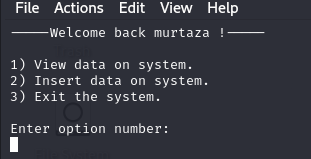 File Actions Edit View Help
-----Welcome back murtaza !-----
1) View data on system.
2) Insert data on system.
3) Exit the system.
Enter option number: